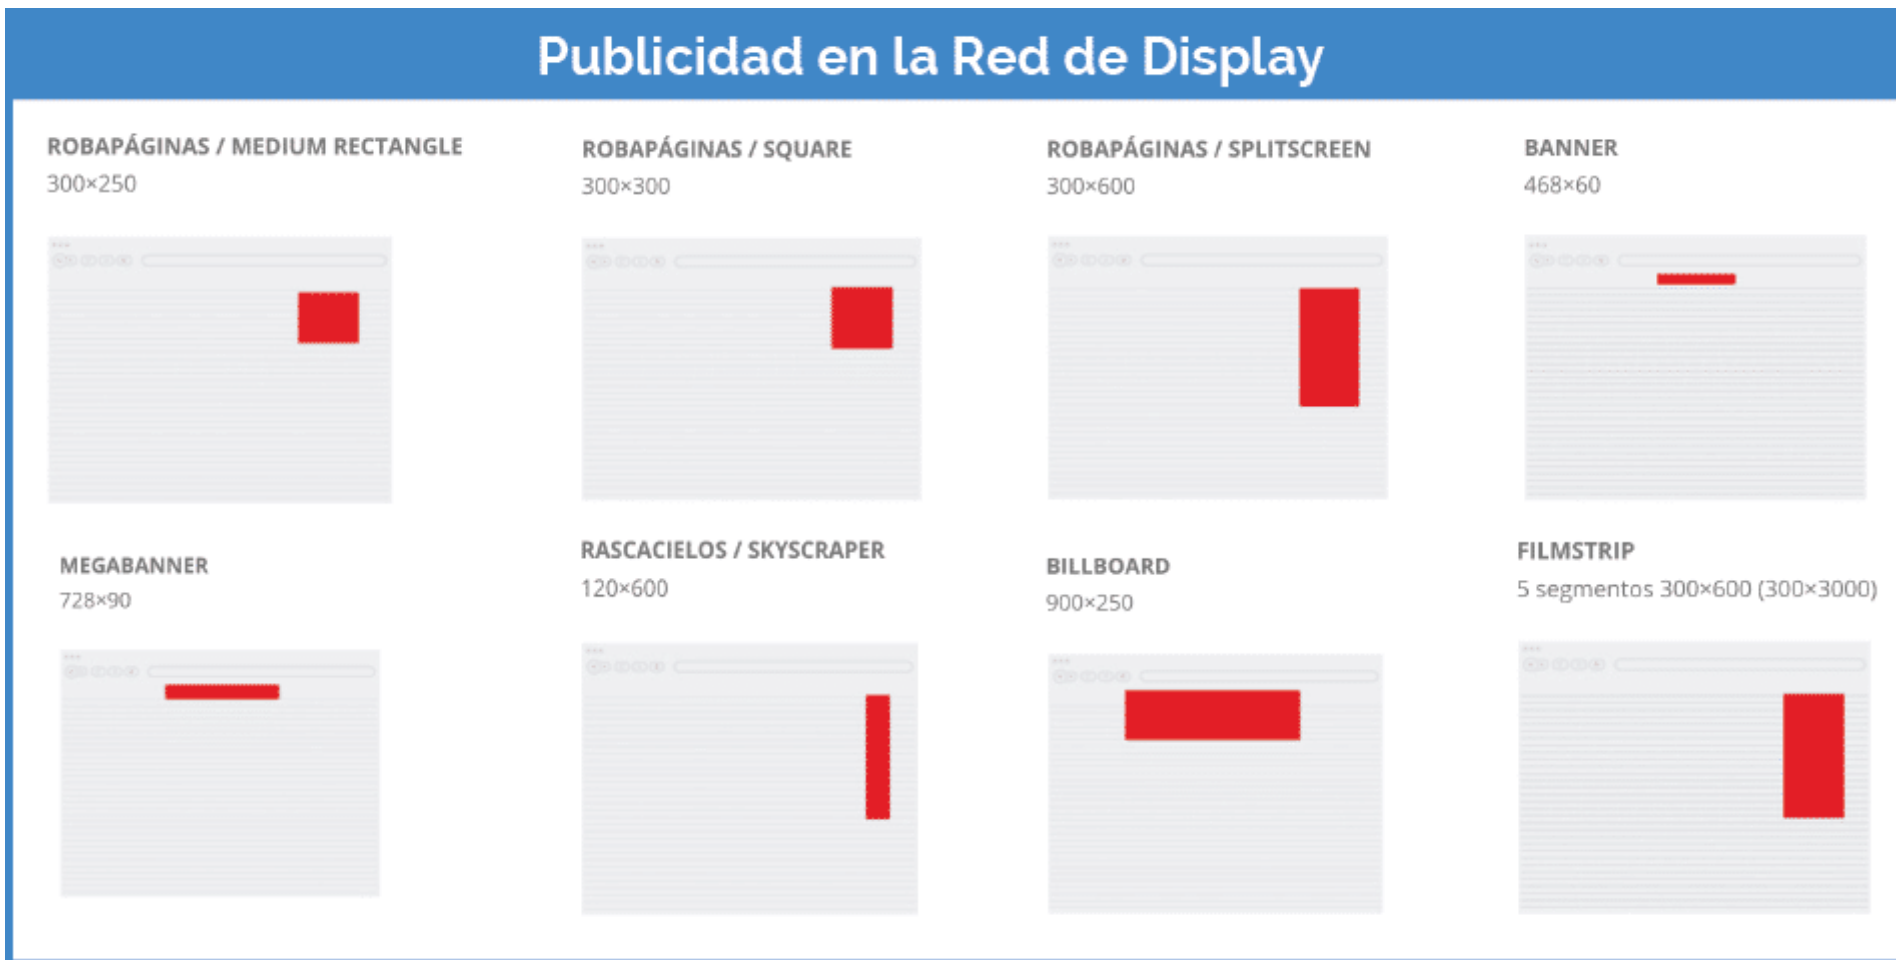 Publicidad en la Red de Display
ROBAPÁGINAS / MEDIUM RECTANGLE
300×250
ROBAPÁGINAS / SQUARE
300×300
ROBAPÁGINAS / SPLITSCREEN
300×600
BANNER
468×60
MEGABANNER
728×90
RASCACIELOS / SKYSCRAPER
120×600
BILLBOARD
900×250
FILMSTRIP
5 segmentos 300×600 (300×3000)